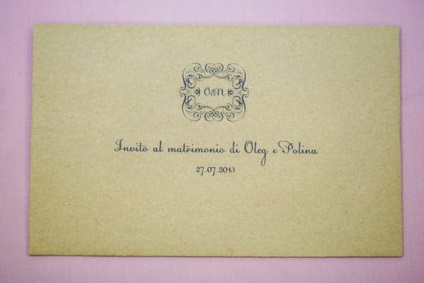 Invito al matrimonio di Oleg e Polina
27.07.2013